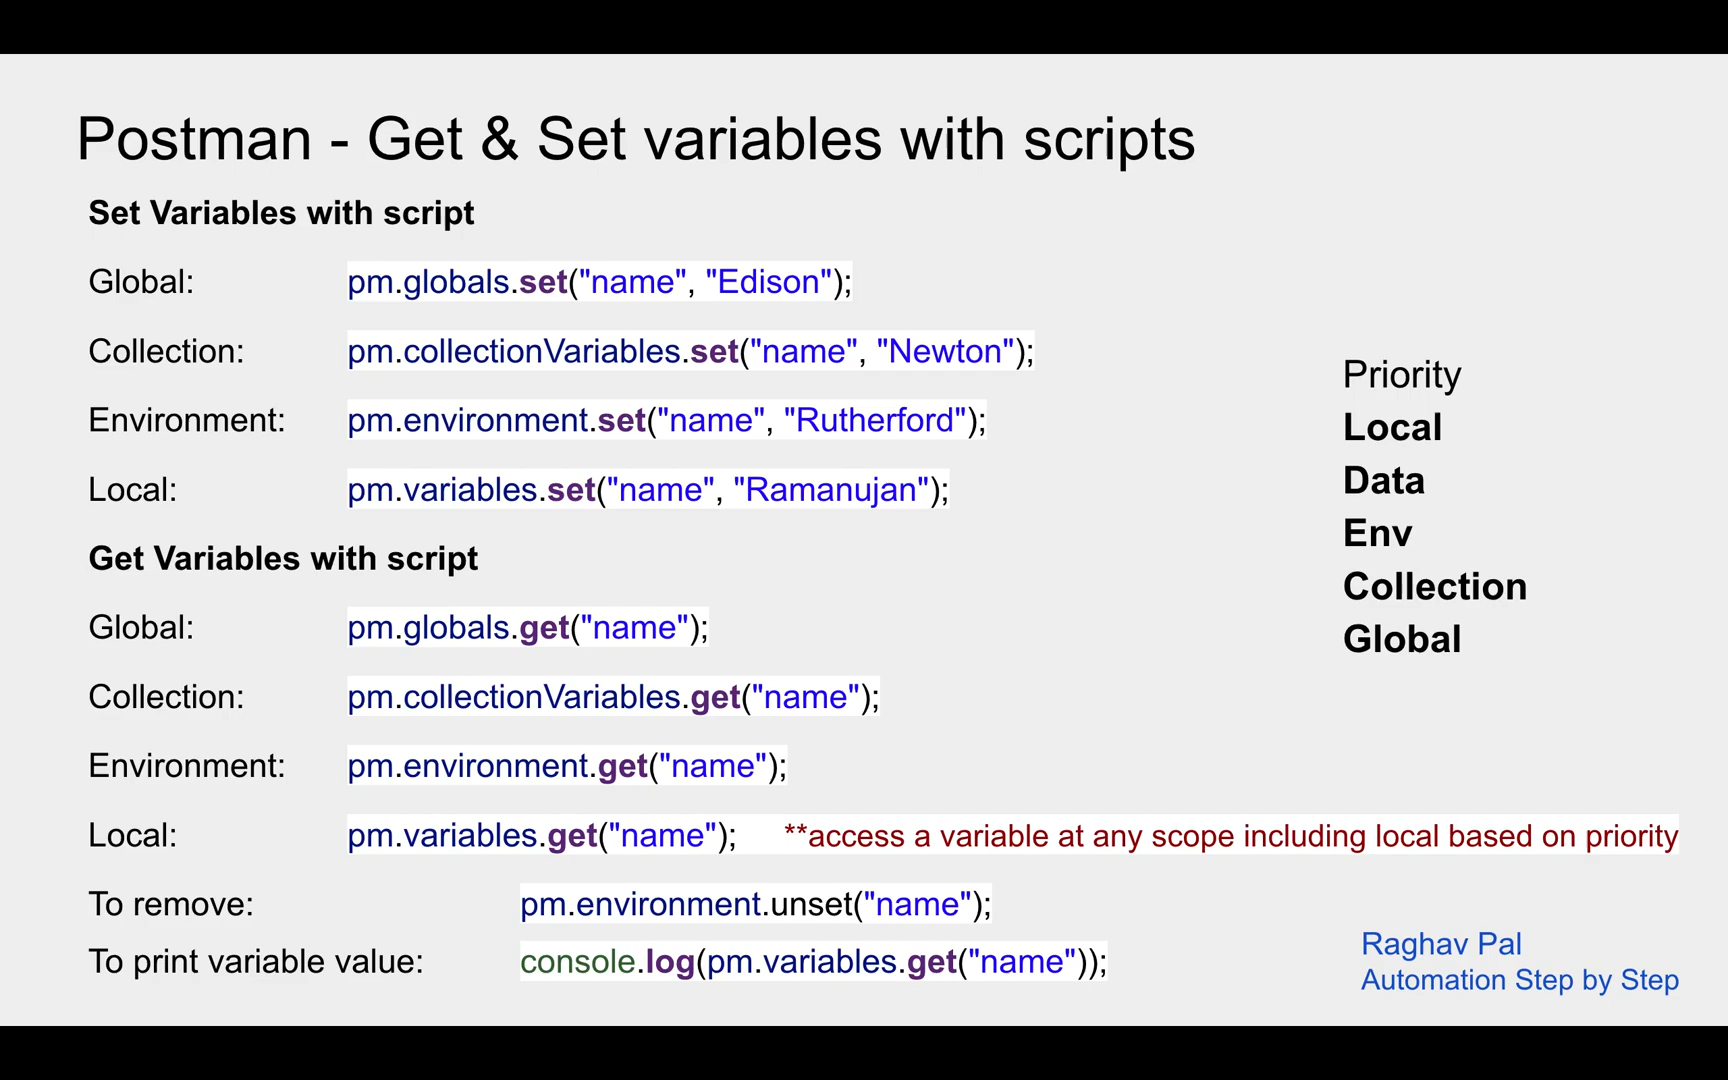 Postman - Get & Set variables with scripts
Set Variables with script
Global: pm.globals.set("name", "Edison");
Collection: pm.collectionVariables.set("name", "Newton");
Environment: pm.environment.set("name", "Rutherford");
Local: pm.variables.set("name", "Ramanujan");
Get Variables with script
Global: pm.globals.get("name");
Collection: pm.collectionVariables.get("name");
Environment: pm.environment.get("name");
Local: pm.variables.get("name"); **access a variable at any scope including local based on priority
To remove: pm.environment.unset("name");
To print variable value: console.log(pm.variables.get("name"));
Priority
Local
Data
Env
Collection
Global
Raghav Pal
Automation Step by Step